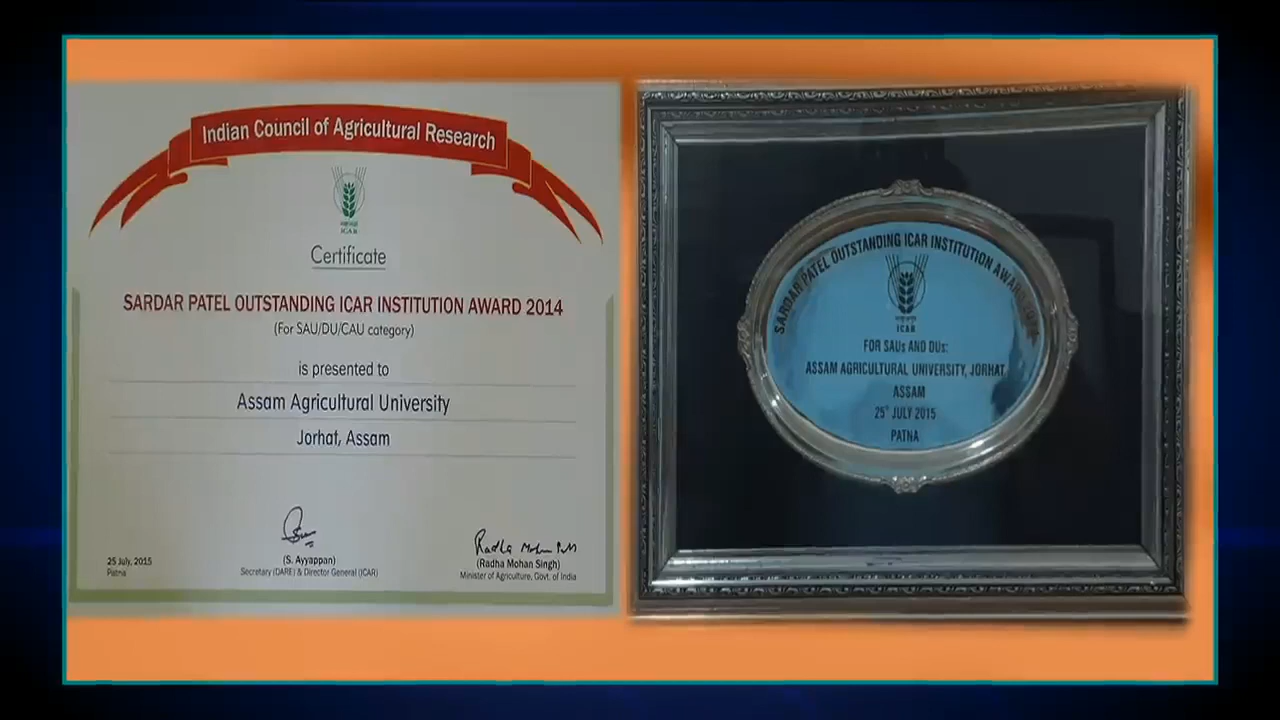 Indian Council of Agricultural Research
ICAR
Certificate
SARDAR PATEL OUTSTANDING ICAR INSTITUTION AWARD 2014
(For SAU/DU/CAU category)
is presented to
Assam Agricultural University
Jorhat, Assam
25 July, 2015
Patna
(S. Ayyappan)
Secretary (DARE) & Director General (ICAR)
Radha Mohan
(Radha Mohan Singh)
Minister of Agriculture, Govt. of India
SARDAR PATEL OUTSTANDING ICAR INSTITUTION AWARD
ICAR
FOR SAUs AND DUs:
ASSAM AGRICULTURAL UNIVERSITY, JORHAT
ASSAM
25th JULY 2015
PATNA